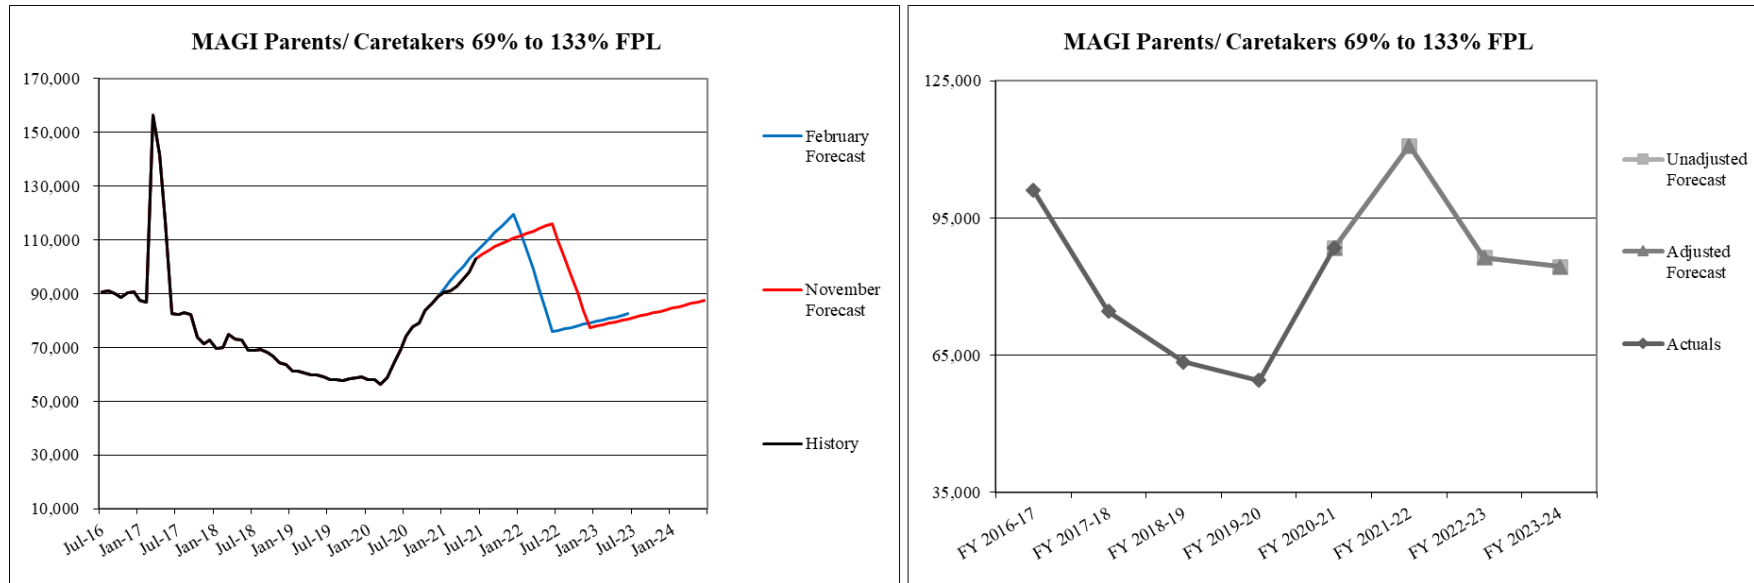 MAGI Parents/ Caretakers 69% to 133% FPL
170,000
150,000
130,000
110,000
90,000
70,000
50,000
30,000
10,000
Jul-16
Jan-17
Jul-17
Jan-18
Jul-18
Jan-19
Jul-19
Jan-20
Jul-20
Jan-21
Jul-21
Jan-22
Jul-22
Jan-23
Jul-23
Jan-24
February
Forecast
November
Forecast
History
MAGI Parents/ Caretakers 69% to 133% FPL
125,000
95,000
65,000
35,000
FY 2016-17
FY 2017-18
FY 2018-19
FY 2019-20
FY 2020-21
FY 2021-22
FY 2022-23
FY 2023-24
Unadjusted
Forecast
Adjusted
Forecast
Actuals